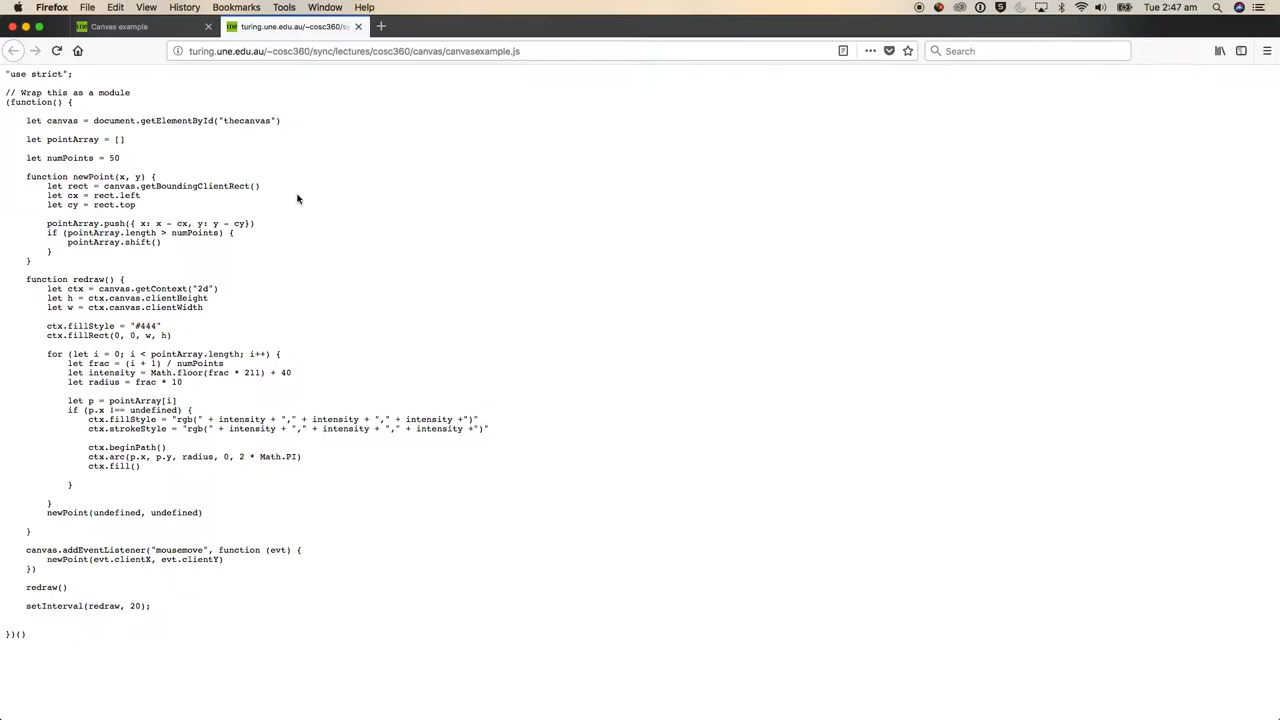 Firefox File Edit View History Bookmarks Tools Window Help Tue 2:47 am
Canvas example turing.une.edu.au/~cosc360/sy
turing.une.edu.au/~cosc360/sync/lectures/cosc360/canvas/canvasexample.js Search
"use strict";
// Wrap this as a module
(function() {
let canvas = document.getElementById("thecanvas")
let pointArray = []
let numPoints = 50
function newPoint(x, y) {
let rect = canvas.getBoundingClientRect()
let cx = rect.left
let cy = rect.top
pointArray.push({ x: x - cx, y: y - cy})
if (pointArray.length > numPoints) {
pointArray.shift()
}
}
function redraw() {
let ctx = canvas.getContext("2d")
let h = ctx.canvas.clientHeight
let w = ctx.canvas.clientWidth
ctx.fillStyle = "#444"
ctx.fillRect(0, 0, w, h)
for (let i = 0; i < pointArray.length; i++) {
let frac = (i + 1) / numPoints
let intensity = Math.floor(frac * 211) + 40
let radius = frac * 10
let p = pointArray[i]
if (p.x !== undefined) {
ctx.fillStyle = "rgb(" + intensity + "," + intensity + "," + intensity +")"
ctx.strokeStyle = "rgb(" + intensity + "," + intensity + "," + intensity +")"
ctx.beginPath()
ctx.arc(p.x, p.y, radius, 0, 2 * Math.PI)
ctx.fill()
}
}
newPoint(undefined, undefined)
}
canvas.addEventListener("mousemove", function (evt) {
newPoint(evt.clientX, evt.clientY)
})
redraw()
setInterval(redraw, 20);
})()